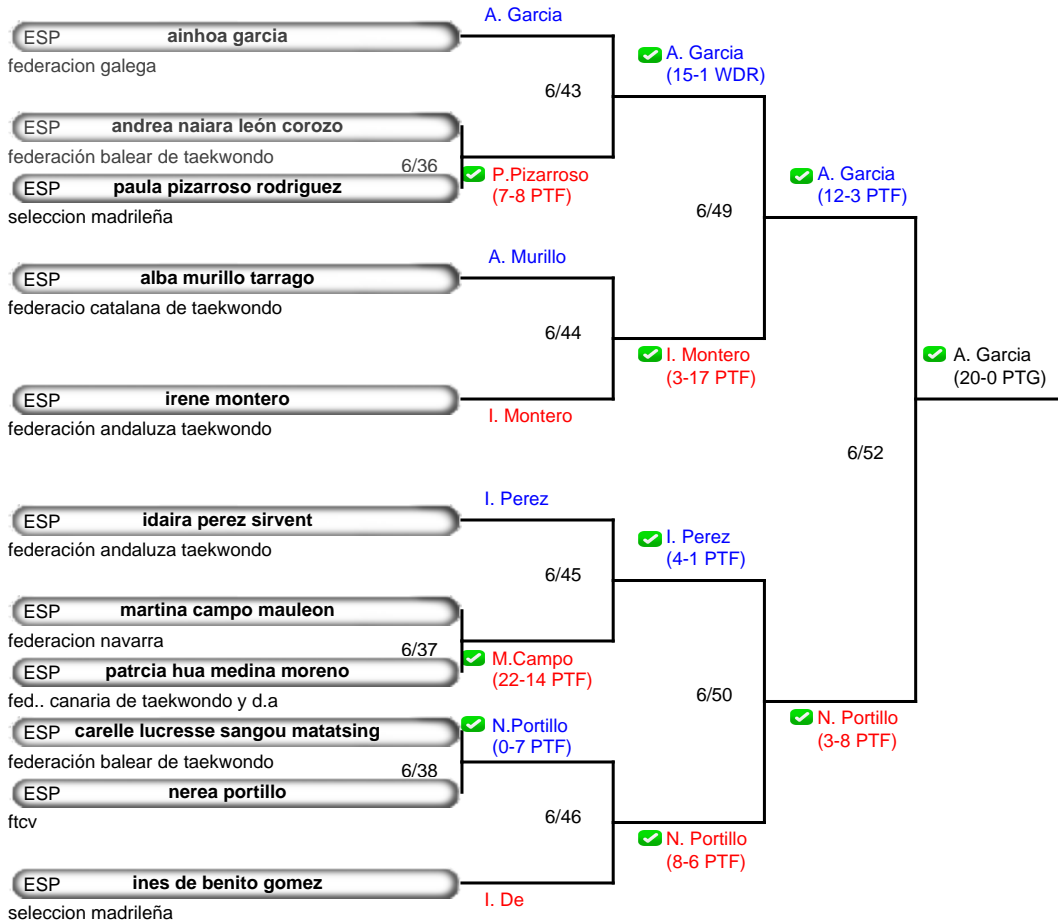 A. Garcia
ESP ainhoa garcia
federacion galega
A. Garcia
(15-1 WDR)
6/43
ESP andrea naiara león corozo
federación balear de taekwondo
6/36
ESP paula pizarroso rodriguez
seleccion madrileña
P.Pizarroso
(7-8 PTF)
A. Garcia
(12-3 PTF)
6/49
A. Murillo
ESP alba murillo tarrago
federacio catalana de taekwondo
6/44
I. Montero
(3-17 PTF)
ESP irene montero
federación andaluza taekwondo
I. Montero
A. Garcia
(20-0 PTG)
6/52
I. Perez
ESP idaira perez sirvent
federación andaluza taekwondo
I. Perez
(4-1 PTF)
6/45
ESP martina campo mauleon
federacion navarra
6/37
ESP patrcia hua medina moreno
fed.. canaria de taekwondo y d.a
M.Campo
(22-14 PTF)
6/50
N. Portillo
(3-8 PTF)
ESP carelle lucresse sangou matatsing
federación balear de taekwondo
N.Portillo
(0-7 PTF)
6/38
ESP nerea portillo
ftcv
6/46
N. Portillo
(8-6 PTF)
ESP ines de benito gomez
seleccion madrileña
I. De